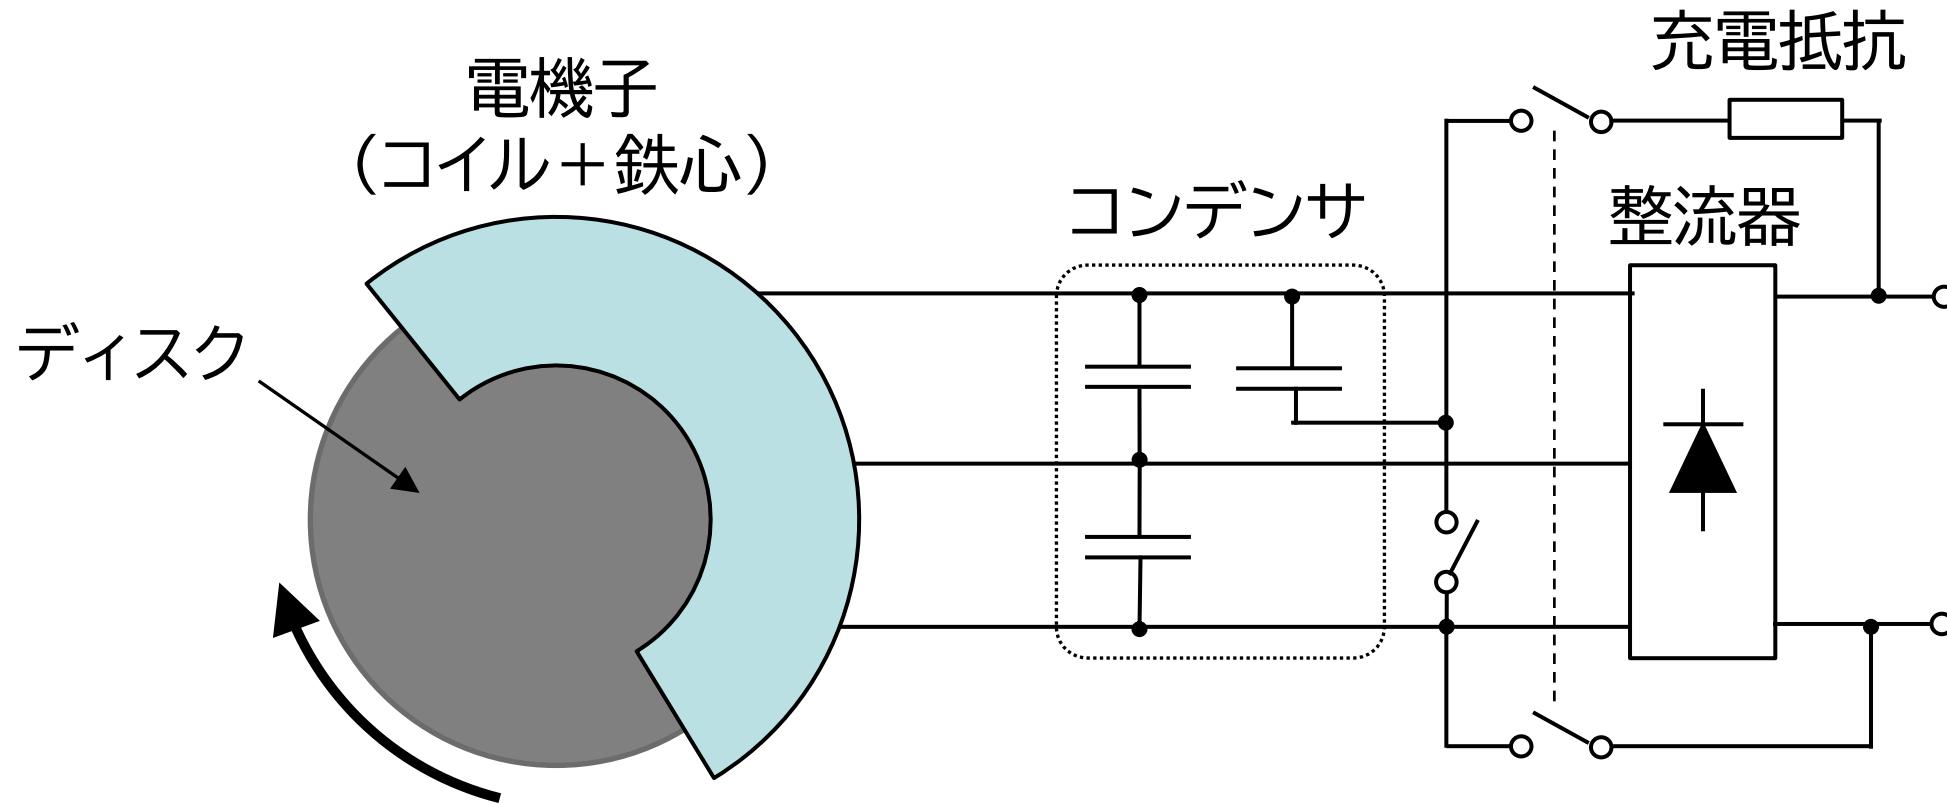 充電抵抗
電機子
（コイル＋鉄心）
コンデンサ
整流器
ディスク